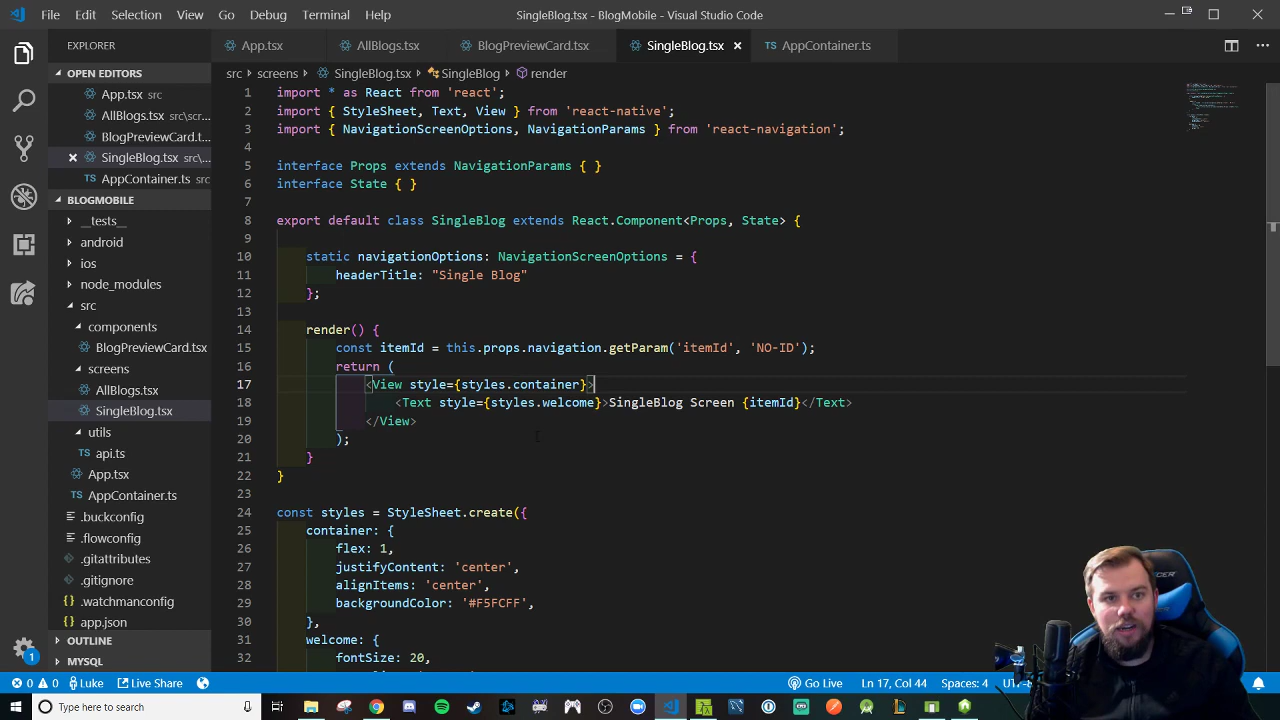 File Edit Selection View Go Debug Terminal Help SingleBlog.tsx - BlogMobile - Visual Studio Code
EXPLORER App.tsx AllBlogs.tsx BlogPreviewCard.tsx SingleBlog.tsx TS AppContainer.ts
OPEN EDITORS
App.tsx src
AllBlogs.tsx src\scr...
BlogPreviewCard.t...
SingleBlog.tsx src\...
TS AppContainer.ts src
BLOGMOBILE
__tests__
android
ios
node_modules
src
components
BlogPreviewCard.tsx
screens
AllBlogs.tsx
SingleBlog.tsx
utils
TS api.ts
App.tsx
TS AppContainer.ts
.buckconfig
.flowconfig
.gitattributes
.gitignore
{} .watchmanconfig
{} app.json
OUTLINE
MYSQL
src screens SingleBlog.tsx SingleBlog render
1 import * as React from 'react';
2 import { StyleSheet, Text, View } from 'react-native';
3 import { NavigationScreenOptions, NavigationParams } from 'react-navigation';
4
5 interface Props extends NavigationParams { }
6 interface State { }
7
8 export default class SingleBlog extends React.Component<Props, State> {
9
10 static navigationOptions: NavigationScreenOptions = {
11 headerTitle: "Single Blog"
12 };
13
14 render() {
15 const itemId = this.props.navigation.getParam('itemId', 'NO-ID');
16 return (
17 <View style={styles.container}>
18 <Text style={styles.welcome}>SingleBlog Screen {itemId}</Text>
19 </View>
20 );
21 }
22 }
23
24 const styles = StyleSheet.create({
25 container: {
26 flex: 1,
27 justifyContent: 'center',
28 alignItems: 'center',
29 backgroundColor: '#F5FCFF',
30 },
31 welcome: {
32 fontSize: 20,
1
0 0 Luke Live Share Go Live Ln 17, Col 44 Spaces: 4
Type here to search